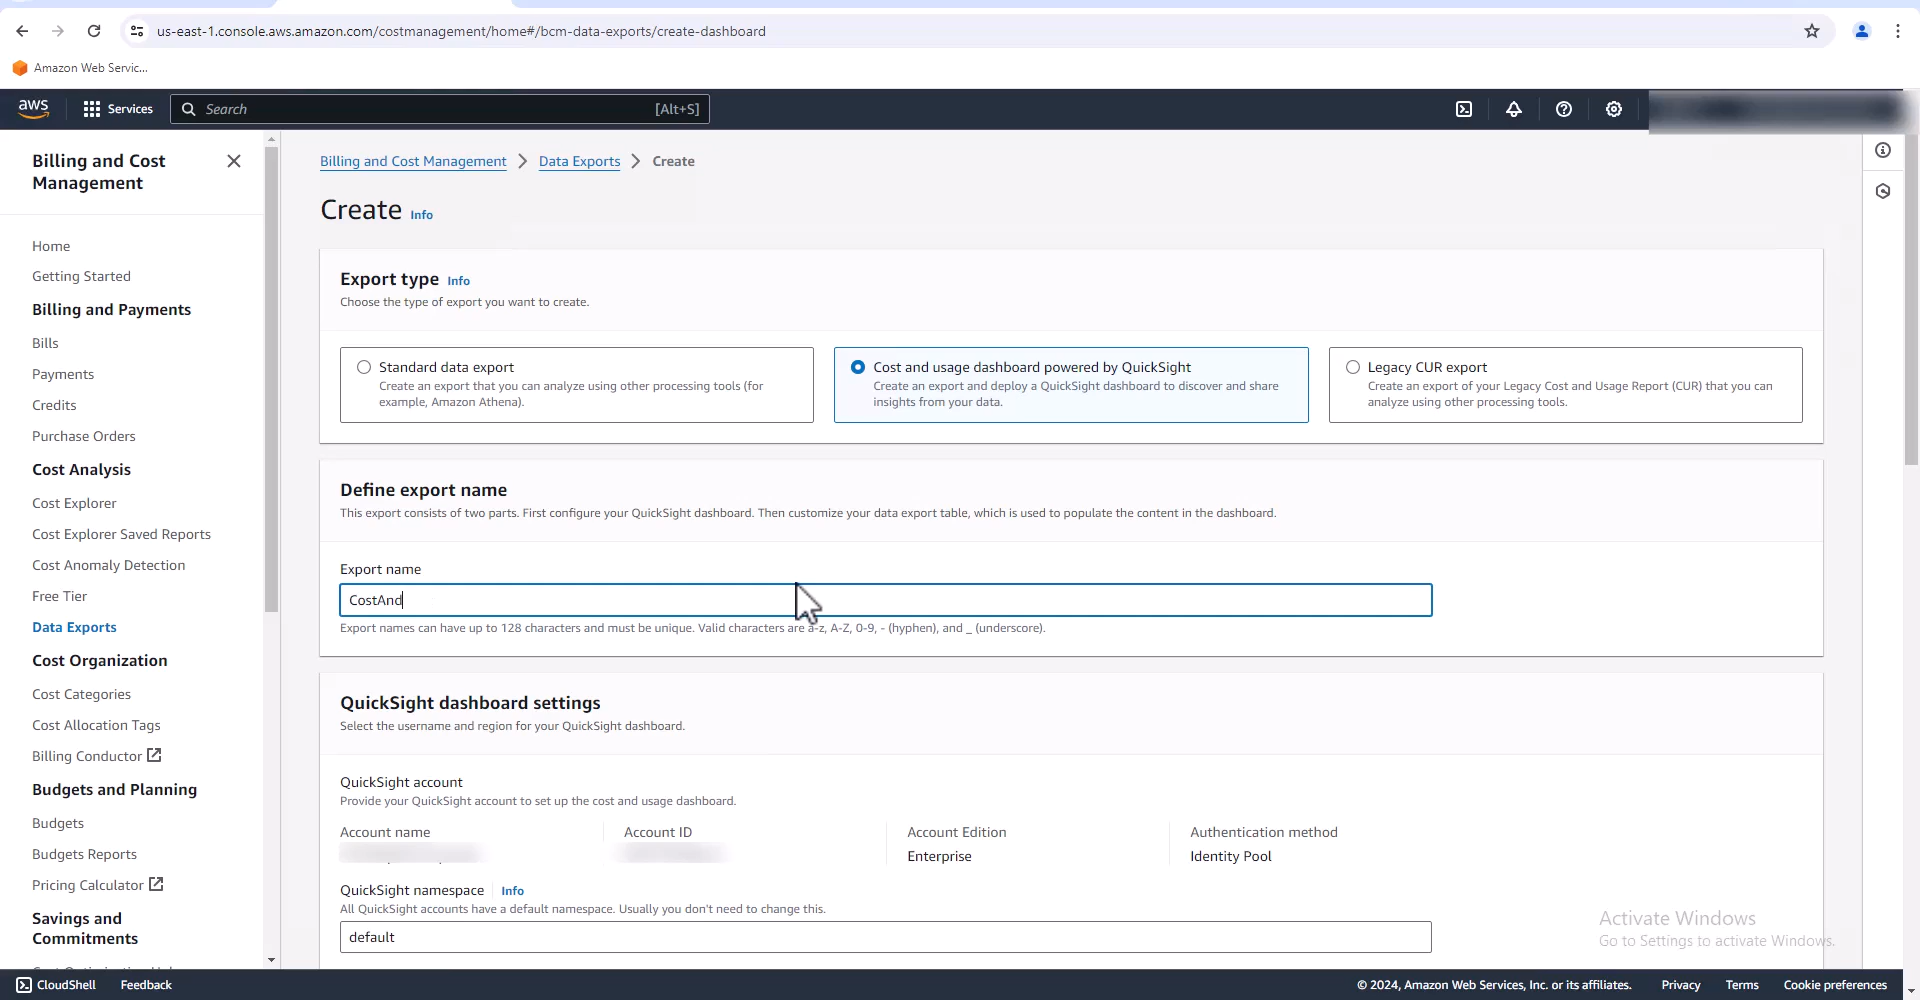 us-east-1.console.aws.amazon.com/costmanagement/home#/bcm-data-exports/create-dashboard
Amazon Web Servic...
aws
Services
Search
[Alt+S]
Billing and Cost
Management
Home
Getting Started
Billing and Payments
Bills
Payments
Credits
Purchase Orders
Cost Analysis
Cost Explorer
Cost Explorer Saved Reports
Cost Anomaly Detection
Free Tier
Data Exports
Cost Organization
Cost Categories
Cost Allocation Tags
Billing Conductor
Budgets and Planning
Budgets
Budgets Reports
Pricing Calculator
Savings and
Commitments
Billing and Cost Management > Data Exports > Create
Create Info
Export type Info
Choose the type of export you want to create.
Standard data export
Create an export that you can analyze using other processing tools (for
example, Amazon Athena).
Cost and usage dashboard powered by QuickSight
Create an export and deploy a QuickSight dashboard to discover and share
insights from your data.
Legacy CUR export
Create an export of your Legacy Cost and Usage Report (CUR) that you can
analyze using other processing tools.
Define export name
This export consists of two parts. First configure your QuickSight dashboard. Then customize your data export table, which is used to populate the content in the dashboard.
Export name
CostAnd
Export names can have up to 128 characters and must be unique. Valid characters are a-z, A-Z, 0-9, - (hyphen), and _ (underscore).
QuickSight dashboard settings
Select the username and region for your QuickSight dashboard.
QuickSight account
Provide your QuickSight account to set up the cost and usage dashboard.
Account name
Account ID
Account Edition
Enterprise
Authentication method
Identity Pool
QuickSight namespace Info
All QuickSight accounts have a default namespace. Usually you don't need to change this.
default
Activate Windows
Go to Settings to activate Windows.
CloudShell
Feedback
© 2024, Amazon Web Services, Inc. or its affiliates.
Privacy
Terms
Cookie preferences